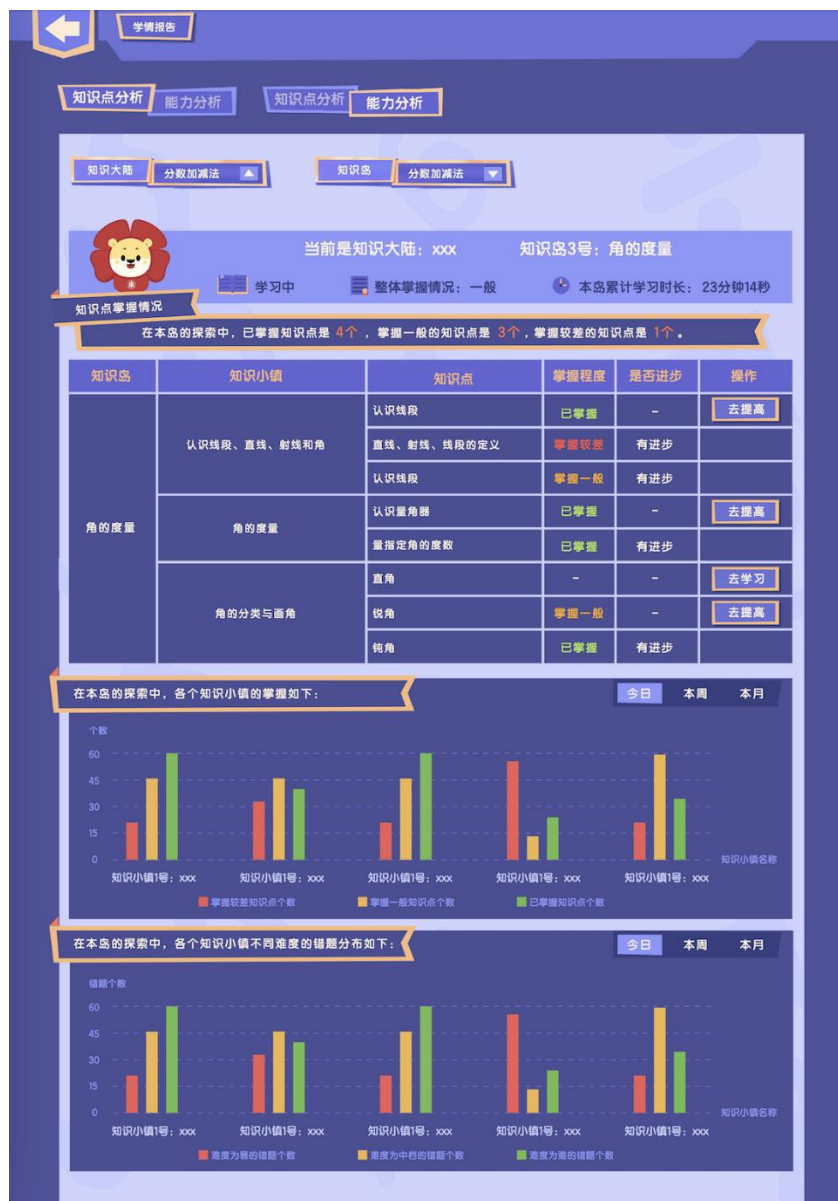 学情报告
知识点分析 能力分析 知识点分析 能力分析
知识大陆 分数加减法 知识岛 分数加减法
当前是知识大陆：xxx 知识岛3号：角的度量
学习中 整体掌握情况：一般 本岛累计学习时长：23分钟14秒
知识点掌握情况
在本岛的探索中，已掌握知识点是 4个 ，掌握一般的知识点是 3个，掌握较差的知识点是 1个 。
知识岛 知识小镇 知识点 掌握程度 是否进步 操作
认识线段 已掌握 - 去提高
认识线段、直线、射线和角 直线、射线、线段的定义 掌握较差 有进步
认识线段 掌握一般 有进步
角的度量 角的度量 认识量角器 已掌握 - 去提高
量指定角的度数 已掌握 有进步
直角 - - 去学习
角的分类与画角 锐角 掌握一般 - 去提高
钝角 已掌握 有进步
在本岛的探索中，各个知识小镇的掌握如下： 今日 本周 本月
个数
60
45
30
15
0 知识小镇名称
知识小镇1号：xxx 知识小镇1号：xxx 知识小镇1号：xxx 知识小镇1号：xxx 知识小镇1号：xxx
掌握较差知识点个数 掌握一般知识点个数 已掌握知识点个数
在本岛的探索中，各个知识小镇不同难度的错题分布如下： 今日 本周 本月
错题个数
60
45
30
15
0 知识小镇名称
知识小镇1号：xxx 知识小镇1号：xxx 知识小镇1号：xxx 知识小镇1号：xxx 知识小镇1号：xxx
难度为易的错题个数 难度为中档的错题个数 难度为难的错题个数